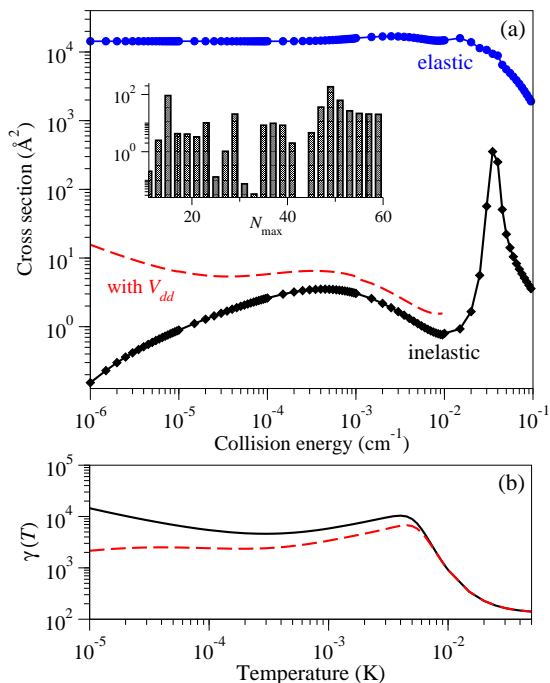 (a)
10^4
10^3
10^2
10^1
10^0
Cross section (Å^2)
elastic
10^2
10^0
20
40
60
N_max
with V_dd
inelastic
10^-6
10^-5
10^-4
10^-3
10^-2
10^-1
Collision energy (cm^-1)
(b)
10^5
10^4
10^3
10^2
γ(T)
10^-5
10^-4
10^-3
10^-2
Temperature (K)